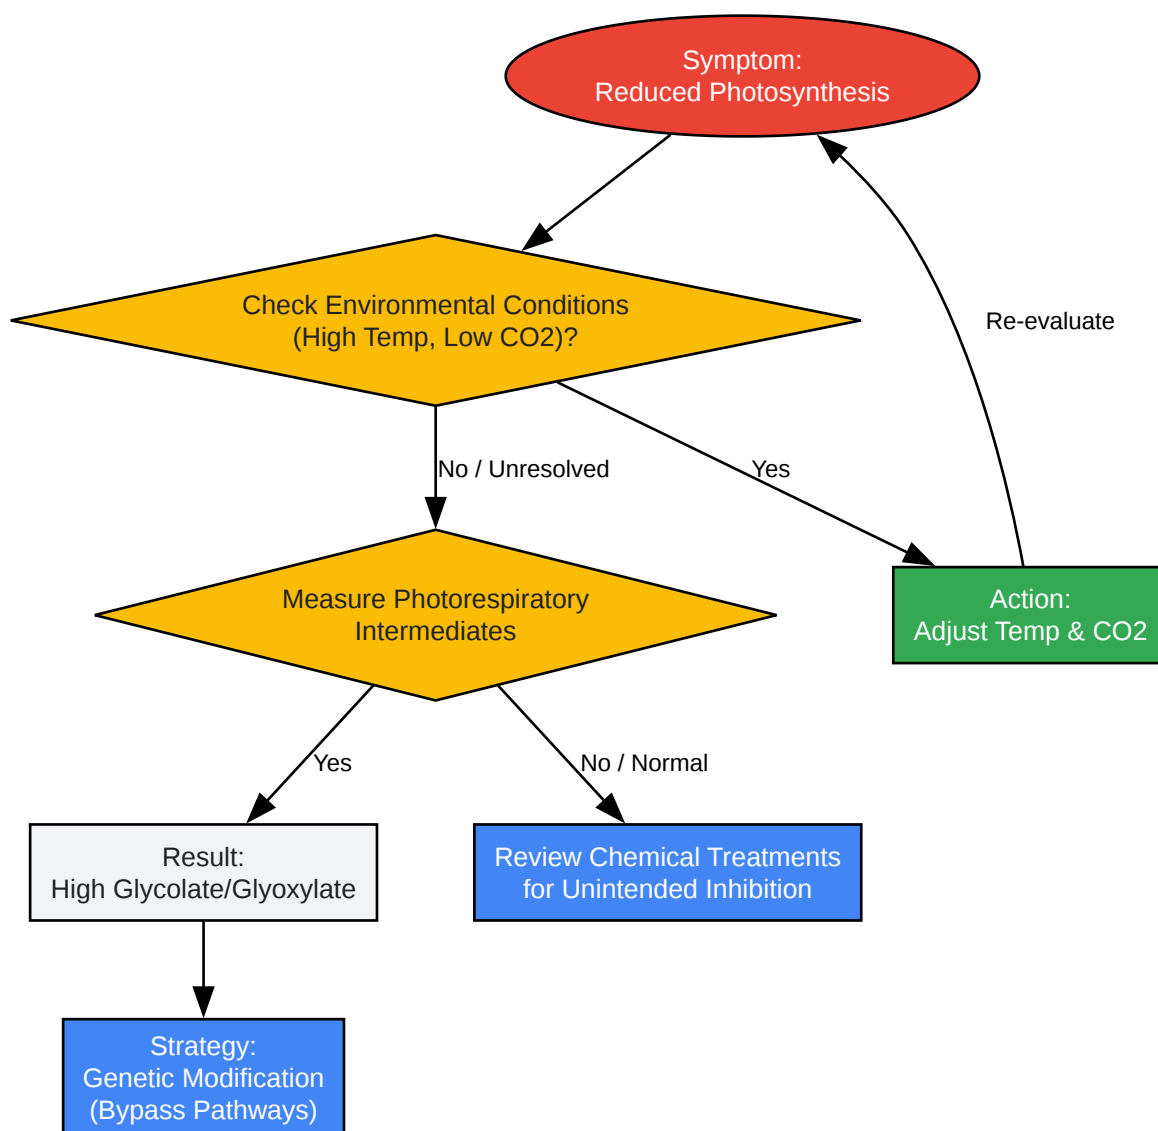 Symptom:
Reduced Photosynthesis
Check Environmental Conditions
(High Temp, Low CO2)?
Re-evaluate
No / Unresolved
Yes
Measure Photorespiratory
Intermediates
Action:
Adjust Temp & CO2
Yes
No / Normal
Result:
High Glycolate/Glyoxylate
Review Chemical Treatments
for Unintended Inhibition
Strategy:
Genetic Modification
(Bypass Pathways)